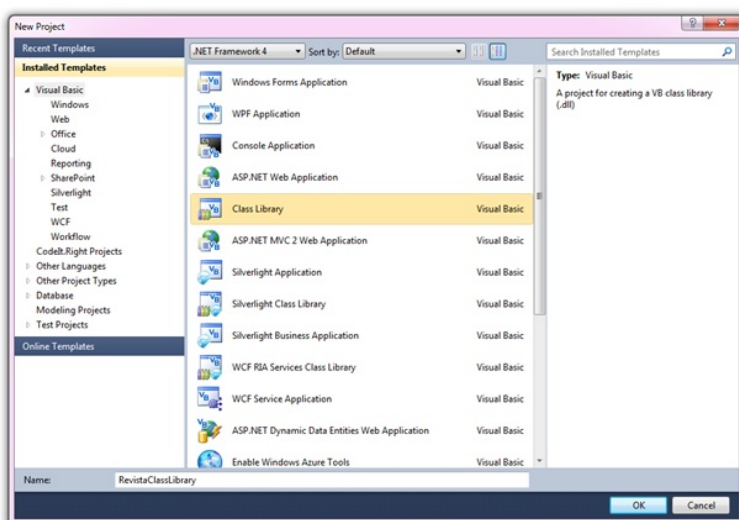 New Project
Recent Templates
.NET Framework 4
Sort by: Default
Search Installed Templates
Installed Templates
Visual Basic
Windows
Web
Office
Cloud
Reporting
SharePoint
Silverlight
Test
WCF
Workflow
CodeIt.Right Projects
Other Languages
Other Project Types
Database
Modeling Projects
Test Projects
Online Templates
Windows Forms Application Visual Basic
WPF Application Visual Basic
Console Application Visual Basic
ASP.NET Web Application Visual Basic
Class Library Visual Basic
ASP.NET MVC 2 Web Application Visual Basic
Silverlight Application Visual Basic
Silverlight Class Library Visual Basic
Silverlight Business Application Visual Basic
WCF RIA Services Class Library Visual Basic
WCF Service Application Visual Basic
ASP.NET Dynamic Data Entities Web Application Visual Basic
Enable Windows Azure Tools Visual Basic
Type: Visual Basic
A project for creating a VB class library
(.dll)
Name: RevistaClassLibrary
OK Cancel